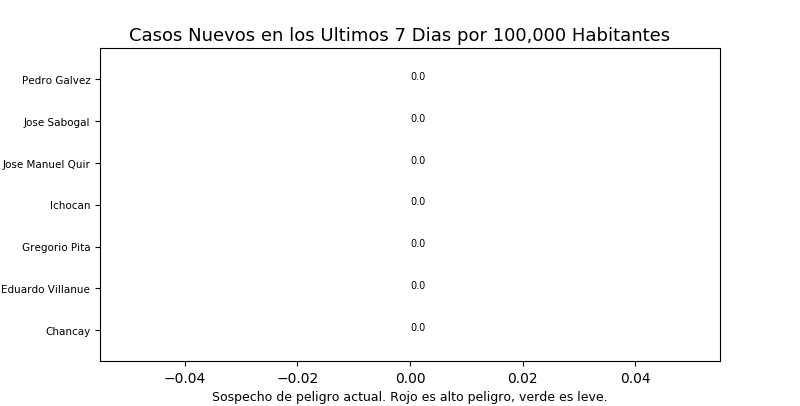 Casos Nuevos en los Ultimos 7 Dias por 100,000 Habitantes
Pedro Galvez 0.0
Jose Sabogal 0.0
Jose Manuel Quir 0.0
Ichocan 0.0
Gregorio Pita 0.0
Eduardo Villanue 0.0
Chancay 0.0
−0.04 −0.02 0.00 0.02 0.04
Sospecho de peligro actual. Rojo es alto peligro, verde es leve.